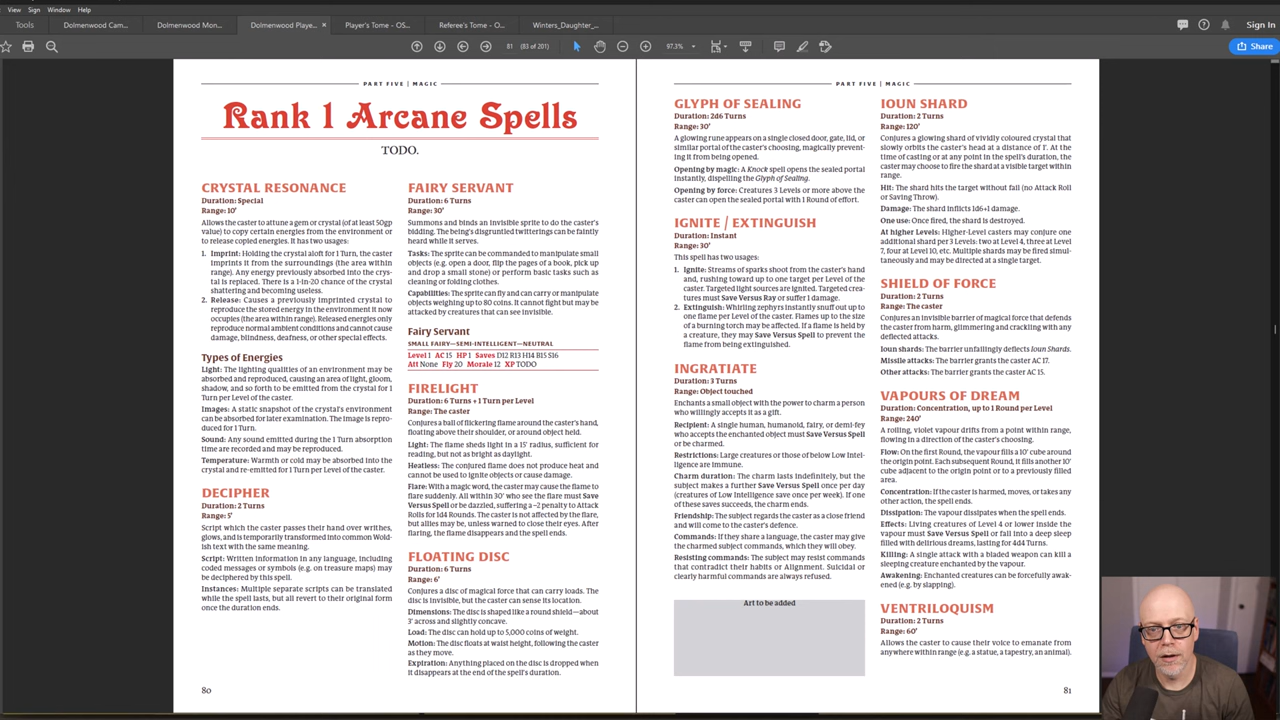 View Sign Window Help
Tools
Dolmenwood Cam...
Dolmenwood Mon...
Dolmenwood Playe... ×
Player's Tome - OS...
Referee's Tome - O...
Winters_Daughter_...
Sign In
81 (83 of 201)
97.3%
Share
PART FIVE | MAGIC
Rank 1 Arcane Spells
TODO.
CRYSTAL RESONANCE
Duration: Special
Range: 10′
Allows the caster to attune a gem or crystal (of at least 50gp
value) to copy certain energies from the environment or
to release copied energies. It has two usages:
1. Imprint: Holding the crystal aloft for 1 Turn, the caster
imprints it from the surroundings (the area within
range). Any energy previously absorbed into the crys-
tal is replaced. There is a 1-in-20 chance of the crystal
shattering and becoming useless.
2. Release: Causes a previously imprinted crystal to
reproduce the stored energy in the environment it now
occupies (the area within range). Released energies only
reproduce normal ambient conditions and cannot cause
damage, blindness, deafness, or other special effects.
Types of Energies
Light: The lighting qualities of an environment may be
absorbed and reproduced, causing an area of light, gloom,
shadow, and so forth to be emitted from the crystal for 1
Turn per Level of the caster.
Images: A static snapshot of the crystal's environment
can be absorbed for later examination. The image is repro-
duced for 1 Turn.
Sound: Any sound emitted during the 1 Turn absorption
time are recorded and may be reproduced.
Temperature: Warmth or cold may be absorbed into the
crystal and re-emitted for 1 Turn per Level of the caster.
DECIPHER
Duration: 2 Turns
Range: 5′
Script which the caster passes their hand over writhes,
glows, and is temporarily transformed into common Wold-
ish text with the same meaning.
Script: Written information in any language, including
coded messages or symbols (e.g. on treasure maps) may
be deciphered by this spell.
Instances: Multiple separate scripts can be translated
while the spell lasts, but all revert to their original form
once the duration ends.
80
FAIRY SERVANT
Duration: 6 Turns
Range: 30′
Summons and binds an invisible sprite to do the caster's
bidding. The being's disgruntled twitterings can be faintly
heard while it serves.
Tasks: The sprite can be commanded to manipulate small
objects (e.g. open a door, flip the pages of a book, pick up
and drop a small stone) or perform basic tasks such as
cleaning or folding clothes.
Capabilities: The sprite can fly and can carry or manipulate
objects weighing up to 80 coins. It cannot fight but may be
attacked by creatures that can see invisible.
Fairy Servant
SMALL FAIRY—SEMI-INTELLIGENT—NEUTRAL
Level 1 AC 15 HP 1 Saves D12 R13 H14 B15 S16
Att None Fly 20 Morale 12 XP TODO
FIRELIGHT
Duration: 6 Turns + 1 Turn per Level
Range: The caster
Conjures a ball of flickering flame around the caster's hand,
floating above their shoulder, or around object held.
Light: The flame sheds light in a 15′ radius, sufficient for
reading, but not as bright as daylight.
Heatless: The conjured flame does not produce heat and
cannot be used to ignite objects or cause damage.
Flare: With a magic word, the caster may cause the flame to
flare suddenly. All within 30′ who see the flare must Save
Versus Spell or be dazzled, suffering a −2 penalty to Attack
Rolls for 1d4 Rounds. The caster is not affected by the flare,
but allies may be, unless warned to close their eyes. After
flaring, the flame disappears and the spell ends.
FLOATING DISC
Duration: 6 Turns
Range: 6′
Conjures a disc of magical force that can carry loads. The
disc is invisible, but the caster can sense its location.
Dimensions: The disc is shaped like a round shield—about
3′ across and slightly concave.
Load: The disc can hold up to 5,000 coins of weight.
Motion: The disc floats at waist height, following the caster
as they move.
Expiration: Anything placed on the disc is dropped when
it disappears at the end of the spell's duration.
PART FIVE | MAGIC
GLYPH OF SEALING
Duration: 2d6 Turns
Range: 30′
A glowing rune appears on a single closed door, gate, lid, or
similar portal of the caster's choosing, magically prevent-
ing it from being opened.
Opening by magic: A Knock spell opens the sealed portal
instantly, dispelling the Glyph of Sealing.
Opening by force: Creatures 3 Levels or more above the
caster can open the sealed portal with 1 Round of effort.
IGNITE / EXTINGUISH
Duration: Instant
Range: 30′
This spell has two usages:
1. Ignite: Streams of sparks shoot from the caster's hand
and, rushing toward up to one target per Level of the
caster. Targeted light sources are ignited. Targeted crea-
tures must Save Versus Ray or suffer 1 damage.
2. Extinguish: Whirling zephyrs instantly snuff out up to
one flame per Level of the caster. Flames up to the size
of a burning torch may be affected. If a flame is held by
a creature, they may Save Versus Spell to prevent the
flame from being extinguished.
INGRATIATE
Duration: 3 Turns
Range: Object touched
Enchants a small object with the power to charm a person
who willingly accepts it as a gift.
Recipient: A single human, humanoid, fairy, or demi-fey
who accepts the enchanted object must Save Versus Spell
or be charmed.
Restrictions: Large creatures or those of below Low Intel-
ligence are immune.
Charm duration: The charm lasts indefinitely, but the
subject makes a further Save Versus Spell once per day
(creatures of Low Intelligence save once per week). If one
of these saves succeeds, the charm ends.
Friendship: The subject regards the caster as a close friend
and will come to the caster's defence.
Commands: If they share a language, the caster may give
the charmed subject commands, which they will obey.
Resisting commands: The subject may resist commands
that contradict their habits or Alignment. Suicidal or
clearly harmful commands are always refused.
Art to be added
IOUN SHARD
Duration: 2 Turns
Range: 120′
Conjures a glowing shard of vividly coloured crystal that
slowly orbits the caster's head at a distance of 1′. At the
time of casting or at any point in the spell's duration, the
caster may choose to fire the shard at a visible target within
range.
Hit: The shard hits the target without fail (no Attack Roll
or Saving Throw).
Damage: The shard inflicts 1d6+1 damage.
One use: Once fired, the shard is destroyed.
At higher Levels: Higher-Level casters may conjure one
additional shard per 3 Levels: two at Level 4, three at Level
7, four at Level 10, etc. Multiple shards may be fired simul-
taneously and may be directed at a single target.
SHIELD OF FORCE
Duration: 2 Turns
Range: The caster
Conjures an invisible barrier of magical force that defends
the caster from harm, glimmering and crackling with any
deflected attacks.
Ioun shards: The barrier unfailingly deflects Ioun Shards.
Missile attacks: The barrier grants the caster AC 17.
Other attacks: The barrier grants the caster AC 15.
VAPOURS OF DREAM
Duration: Concentration, up to 1 Round per Level
Range: 240′
A rolling, violet vapour drifts from a point within range,
flowing in a direction of the caster's choosing.
Flow: On the first Round, the vapour fills a 10′ cube around
the origin point. Each subsequent Round, it fills another 10′
cube adjacent to the origin point or to a previously filled
area.
Concentration: If the caster is harmed, moves, or takes any
other action, the spell ends.
Dissipation: The vapour dissipates when the spell ends.
Effects: Living creatures of Level 4 or lower inside the
vapour must Save Versus Spell or fall into a deep sleep
filled with delirious dreams, lasting for 4d4 Turns.
Killing: A single attack with a bladed weapon can kill a
sleeping creature enchanted by the vapour.
Awakening: Enchanted creatures can be forcefully awak-
ened (e.g. by slapping).
VENTRILOQUISM
Duration: 2 Turns
Range: 60′
Allows the caster to cause their voice to emanate from
anywhere within range (e.g. a statue, a tapestry, an animal).
81